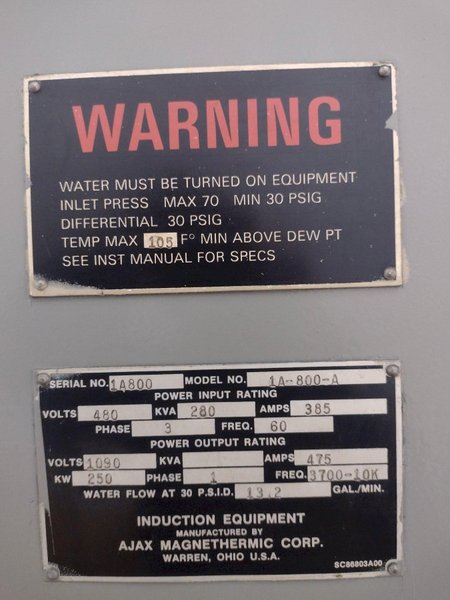 WARNING
WATER MUST BE TURNED ON EQUIPMENT
INLET PRESS MAX 70 MIN 30 PSIG
DIFFERENTIAL 30 PSIG
TEMP MAX 105 F° MIN ABOVE DEW PT
SEE INST MANUAL FOR SPECS
SERIAL NO. 1A800 MODEL NO. 1A-800-A
POWER INPUT RATING
VOLTS 480 KVA 280 AMPS 385
PHASE 3 FREQ. 60
POWER OUTPUT RATING
VOLTS 1090 KVA AMPS 475
KW 250 PHASE 1 FREQ. 3700-10K
WATER FLOW AT 30 P.S.I.D. 13.2 GAL./MIN.
INDUCTION EQUIPMENT
MANUFACTURED BY
AJAX MAGNETHERMIC CORP.
WARREN, OHIO U.S.A.
SC86803A00